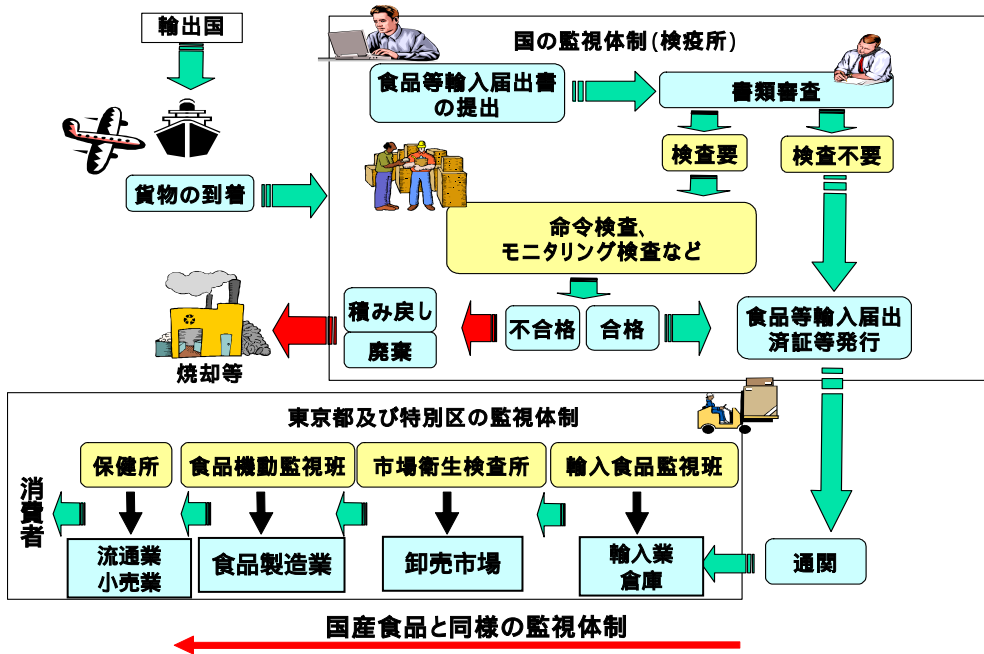 輸出国
国の監視体制(検疫所)
食品等輸入届出書
の提出
書類審査
検査要
検査不要
貨物の到着
命令検査、
モニタリング検査など
積み戻し
廃棄
不合格
合格
食品等輸入届出
済証等発行
焼却等
東京都及び特別区の監視体制
保健所
食品機動監視班
市場衛生検査所
輸入食品監視班
消費者
流通業
小売業
食品製造業
卸売市場
輸入業
倉庫
通関
国産食品と同様の監視体制